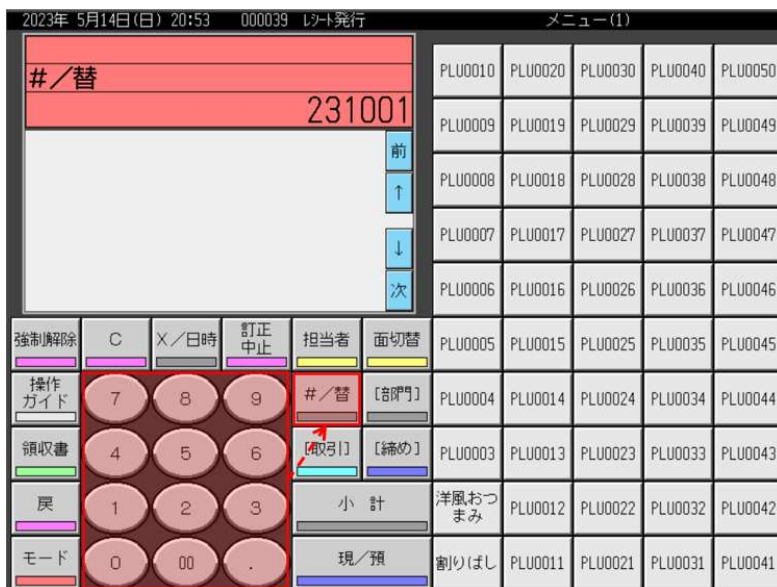 2023年 5月14日(日) 20:53 000039 レシート発行 メニュー(1)
#／替
231001
前
↑
↓
次
PLU0010 PLU0020 PLU0030 PLU0040 PLU0050
PLU0009 PLU0019 PLU0029 PLU0039 PLU0049
PLU0008 PLU0018 PLU0028 PLU0038 PLU0048
PLU0007 PLU0017 PLU0027 PLU0037 PLU0047
PLU0006 PLU0016 PLU0026 PLU0036 PLU0046
強制解除 C X／日時 訂正 中止 担当者 面切替 PLU0005 PLU0015 PLU0025 PLU0035 PLU0045
操作 ガイド 7 8 9 #／替 [部門] PLU0004 PLU0014 PLU0024 PLU0034 PLU0044
領収書 4 5 6 [取引] [締め] PLU0003 PLU0013 PLU0023 PLU0033 PLU0043
戻 1 2 3 小計 洋風おつまみ PLU0012 PLU0022 PLU0032 PLU0042
モード 0 00 . 現／預 割りばし PLU0011 PLU0021 PLU0031 PLU0041